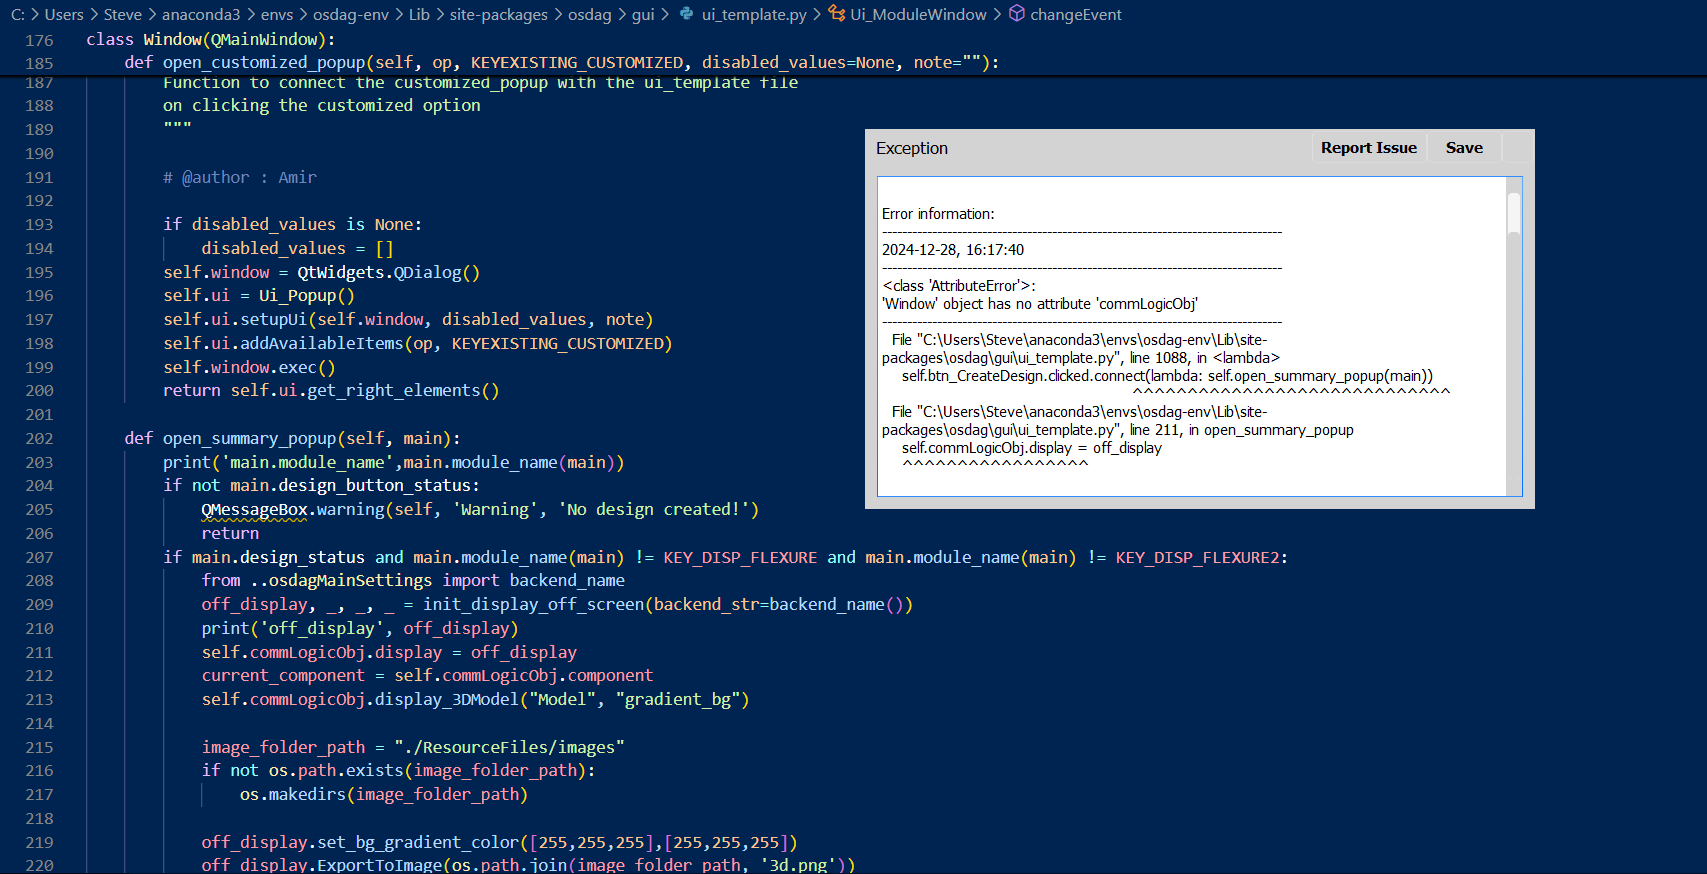 C: > Users > Steve > anaconda3 > envs > osdag-env > Lib > site-packages > osdag > gui > ui_template.py > Ui_ModuleWindow > changeEvent
176 class Window(QMainWindow):
185 def open_customized_popup(self, op, KEYEXISTING_CUSTOMIZED, disabled_values=None, note=""):
187 Function to connect the customized_popup with the ui_template file
188 on clicking the customized option
189 """
190
191 # @author : Amir
192
193 if disabled_values is None:
194 disabled_values = []
195 self.window = QtWidgets.QDialog()
196 self.ui = Ui_Popup()
197 self.ui.setupUi(self.window, disabled_values, note)
198 self.ui.addAvailableItems(op, KEYEXISTING_CUSTOMIZED)
199 self.window.exec()
200 return self.ui.get_right_elements()
201
202 def open_summary_popup(self, main):
203 print('main.module_name',main.module_name(main))
204 if not main.design_button_status:
205 QMessageBox.warning(self, 'Warning', 'No design created!')
206 return
207 if main.design_status and main.module_name(main) != KEY_DISP_FLEXURE and main.module_name(main) != KEY_DISP_FLEXURE2:
208 from ..osdagMainSettings import backend_name
209 off_display, _, _, _ = init_display_off_screen(backend_str=backend_name())
210 print('off_display', off_display)
211 self.commLogicObj.display = off_display
212 current_component = self.commLogicObj.component
213 self.commLogicObj.display_3DModel("Model", "gradient_bg")
214
215 image_folder_path = "./ResourceFiles/images"
216 if not os.path.exists(image_folder_path):
217 os.makedirs(image_folder_path)
218
219 off_display.set_bg_gradient_color([255,255,255],[255,255,255])
220 off_display.ExportToImage(os.path.join(image_folder_path, '3d.png'))
Exception
Report Issue Save
Error information:
--------------------------------------------------------------------------------
2024-12-28, 16:17:40
--------------------------------------------------------------------------------
<class 'AttributeError'>:
'Window' object has no attribute 'commLogicObj'
--------------------------------------------------------------------------------
File "C:\Users\Steve\anaconda3\envs\osdag-env\Lib\site-
packages\osdag\gui\ui_template.py", line 1088, in <lambda>
self.btn_CreateDesign.clicked.connect(lambda: self.open_summary_popup(main))
^^^^^^^^^^^^^^^^^^^^^^^^^^^^^
File "C:\Users\Steve\anaconda3\envs\osdag-env\Lib\site-
packages\osdag\gui\ui_template.py", line 211, in open_summary_popup
self.commLogicObj.display = off_display
^^^^^^^^^^^^^^^^^